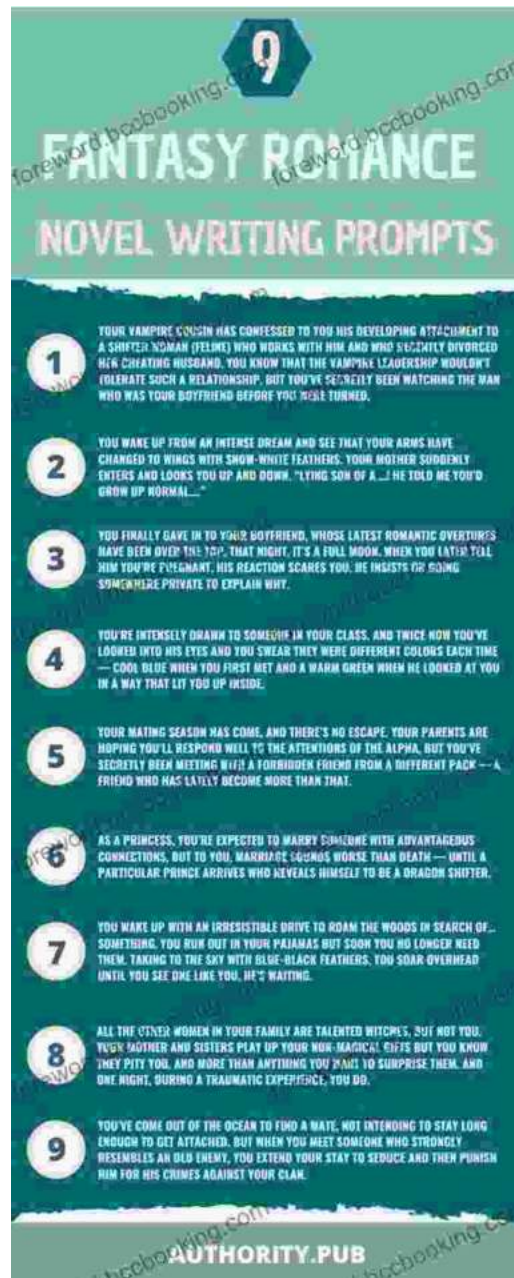 9
FANTASY ROMANCE
NOVEL WRITING PROMPTS
1
YOUR VAMPIRE COUSIN HAS CONFESSED TO YOU HIS DEVELOPING ATTACHMENT TO
A SHIFTER WOMAN (FELINE) WHO WORKS WITH HIM AND WHO RECENTLY DIVORCED
HER CHEATING HUSBAND. YOU KNOW THAT THE VAMPIRE LEADERSHIP WOULDN'T
TOLERATE SUCH A RELATIONSHIP. BUT YOU'VE SECRETLY BEEN WATCHING THE MAN
WHO WAS YOUR BOYFRIEND BEFORE YOU WERE TURNED.
2
YOU WAKE UP FROM AN INTENSE DREAM AND SEE THAT YOUR ARMS HAVE
CHANGED TO WINGS WITH SNOW-WHITE FEATHERS. YOUR MOTHER SUDDENLY
ENTERS AND LOOKS YOU UP AND DOWN. "LYING SON OF A...! HE TOLD ME YOU'D
GROW UP NORMAL...."
3
YOU FINALLY GAVE IN TO YOUR BOYFRIEND, WHOSE LATEST ROMANTIC OVERTURES
HAVE BEEN OVER THE TOP. THAT NIGHT, IT'S A FULL MOON. WHEN YOU LATER TELL
HIM YOU'RE PREGNANT, HIS REACTION SCARES YOU. HE INSISTS ON GOING
SOMEWHERE PRIVATE TO EXPLAIN WHY.
4
YOU'RE INTENSELY DRAWN TO SOMEONE IN YOUR CLASS, AND TWICE NOW YOU'VE
LOOKED INTO HIS EYES AND YOU SWEAR THEY WERE DIFFERENT COLORS EACH TIME
— COOL BLUE WHEN YOU FIRST MET AND A WARM GREEN WHEN HE LOOKED AT YOU
IN A WAY THAT LIT YOU UP INSIDE.
5
YOUR MATING SEASON HAS COME, AND THERE'S NO ESCAPE. YOUR PARENTS ARE
HOPING YOU'LL RESPOND WELL TO THE ATTENTIONS OF THE ALPHA, BUT YOU'VE
SECRETLY BEEN MEETING WITH A FORBIDDEN FRIEND FROM A DIFFERENT PACK — A
FRIEND WHO HAS LATELY BECOME MORE THAN THAT.
6
AS A PRINCESS, YOU'RE EXPECTED TO MARRY SOMEONE WITH ADVANTAGEOUS
CONNECTIONS, BUT TO YOU, MARRIAGE SOUNDS WORSE THAN DEATH — UNTIL A
PARTICULAR PRINCE ARRIVES WHO REVEALS HIMSELF TO BE A DRAGON SHIFTER.
7
YOU WAKE UP WITH AN IRRESISTIBLE DRIVE TO ROAM THE WOODS IN SEARCH OF...
SOMETHING. YOU RUN OUT IN YOUR PAJAMAS BUT SOON YOU NO LONGER NEED
THEM. TAKING TO THE SKY WITH BLUE-BLACK FEATHERS, YOU SOAR OVERHEAD
UNTIL YOU SEE ONE LIKE YOU. HE'S WAITING.
8
ALL THE OTHER WOMEN IN YOUR FAMILY ARE TALENTED WITCHES, BUT NOT YOU.
YOUR MOTHER AND SISTERS PLAY UP YOUR NON-MAGICAL GIFTS BUT YOU KNOW
THEY PITY YOU, AND MORE THAN ANYTHING YOU WANT TO SURPRISE THEM. AND
ONE NIGHT, DURING A TRAUMATIC EXPERIENCE, YOU DO.
9
YOU'VE COME OUT OF THE OCEAN TO FIND A MATE, NOT INTENDING TO STAY LONG
ENOUGH TO GET ATTACHED. BUT WHEN YOU MEET SOMEONE WHO STRONGLY
RESEMBLES AN OLD ENEMY, YOU EXTEND YOUR STAY TO SEDUCE AND THEN PUNISH
HIM FOR HIS CRIMES AGAINST YOUR CLAN.
AUTHORITY.PUB
foreword.bccbooking.com